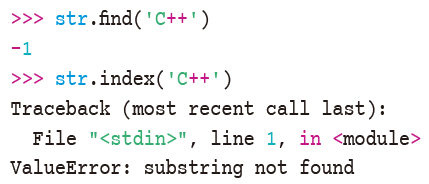 >>> str.find('C++')
-1
>>> str.index('C++')
Traceback (most recent call last):
  File "<stdin>", line 1, in <module>
ValueError: substring not found